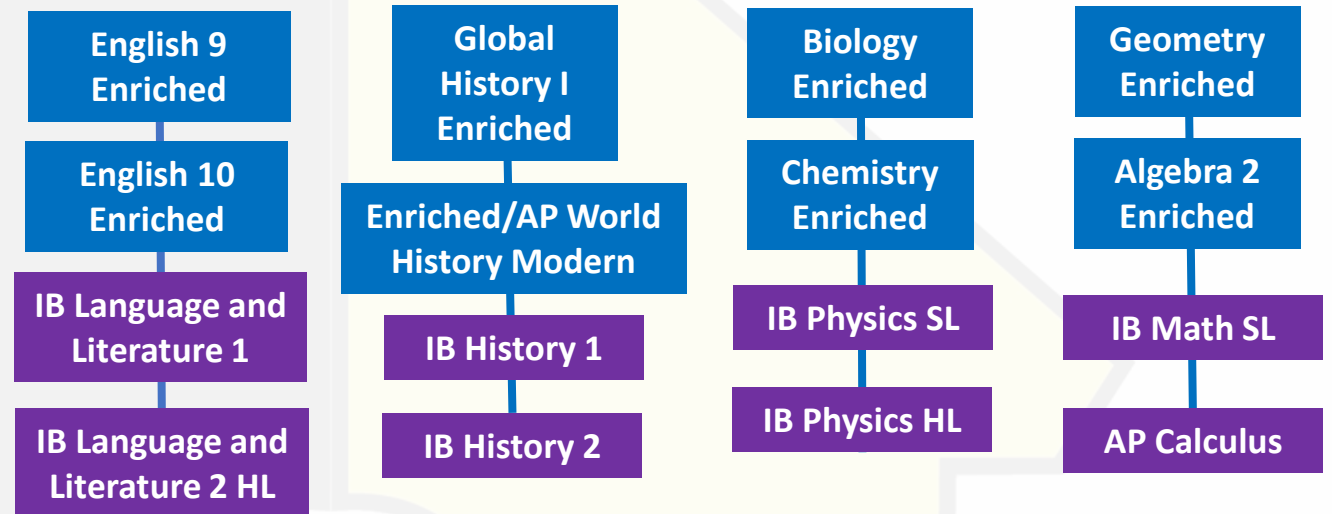 English 9
Enriched
English 10
Enriched
IB Language and
Literature 1
IB Language and
Literature 2 HL
Global
History I
Enriched
Enriched/AP World
History Modern
IB History 1
IB History 2
Biology
Enriched
Chemistry
Enriched
IB Physics SL
IB Physics HL
Geometry
Enriched
Algebra 2
Enriched
IB Math SL
AP Calculus